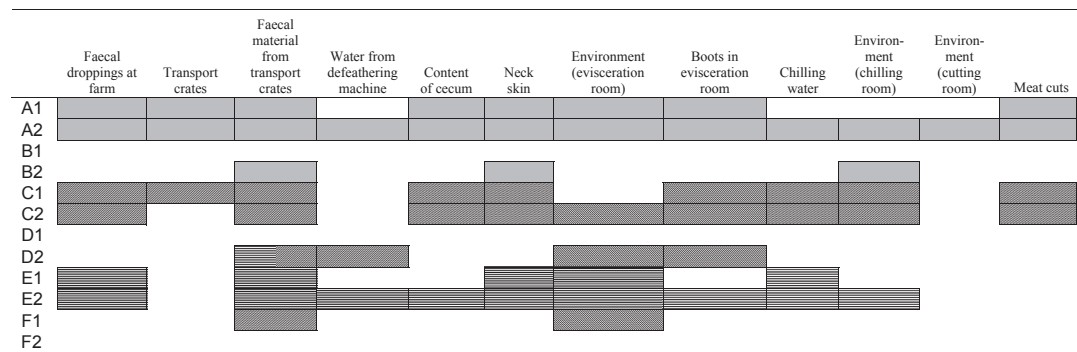 Faecal droppings at farm
Transport crates
Faecal material from transport crates
Water from defeathering machine
Content of cecum
Neck skin
Environment (evisceration room)
Boots in evisceration room
Chilling water
Environ-ment (chilling room)
Environ-ment (cutting room)
Meat cuts
A1
A2
B1
B2
C1
C2
D1
D2
E1
E2
F1
F2